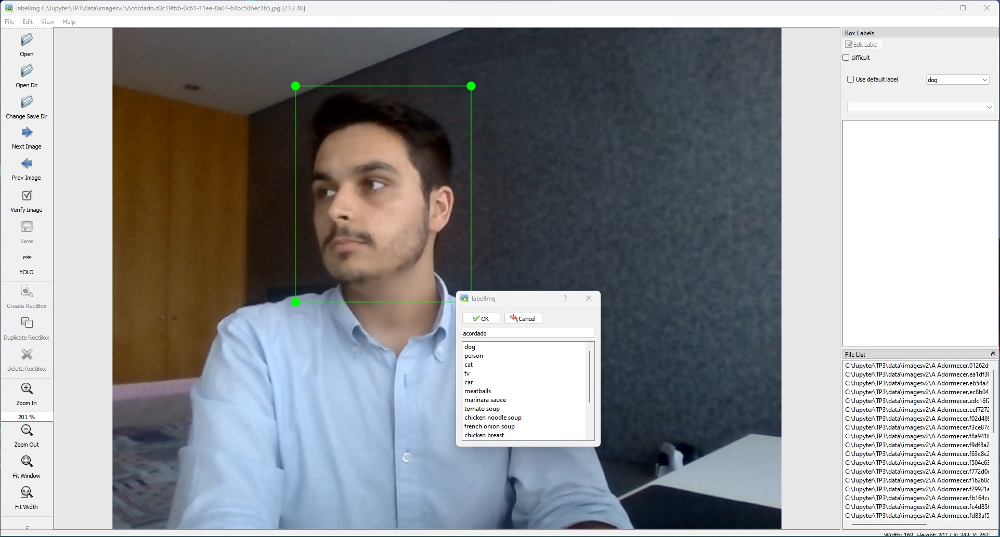 labelImg C:\Jupyter\TP3\data\imagesv2\Acordado.d3c19fb6-0c61-11ee-8a07-64bc58bec165.jpg [23 / 40]
File Edit View Help
Open
Open Dir
Change Save Dir
Next Image
Prev Image
Verify Image
Save
yolo
YOLO
Create RectBox
Duplicate RectBox
Delete RectBox
Zoom In
201 %
Zoom Out
Fit Window
Fit Width
labelImg ?
OK Cancel
acordado
dog
person
cat
tv
car
meatballs
marinara sauce
tomato soup
chicken noodle soup
french onion soup
chicken breast
Box Labels
Edit Label
difficult
Use default label dog
File List
C:\Jupyter\TP3\data\imagesv2\A Adormecer.01262d
C:\Jupyter\TP3\data\imagesv2\A Adormecer.ea1df30
C:\Jupyter\TP3\data\imagesv2\A Adormecer.eb54a2
C:\Jupyter\TP3\data\imagesv2\A Adormecer.ec8b04
C:\Jupyter\TP3\data\imagesv2\A Adormecer.edc16f2
C:\Jupyter\TP3\data\imagesv2\A Adormecer.eef7272
C:\Jupyter\TP3\data\imagesv2\A Adormecer.f02d469
C:\Jupyter\TP3\data\imagesv2\A Adormecer.f3ce87c
C:\Jupyter\TP3\data\imagesv2\A Adormecer.f8a941b
C:\Jupyter\TP3\data\imagesv2\A Adormecer.f9df8a2
C:\Jupyter\TP3\data\imagesv2\A Adormecer.f63c8c2
C:\Jupyter\TP3\data\imagesv2\A Adormecer.f504e63
C:\Jupyter\TP3\data\imagesv2\A Adormecer.f772d0c
C:\Jupyter\TP3\data\imagesv2\A Adormecer.f16260c
C:\Jupyter\TP3\data\imagesv2\A Adormecer.f29921e
C:\Jupyter\TP3\data\imagesv2\A Adormecer.fb164ca
C:\Jupyter\TP3\data\imagesv2\A Adormecer.fc4d856
C:\Jupyter\TP3\data\imagesv2\A Adormecer.fd83af5
Width: 168, Height: 207 / X: 343; Y: 262